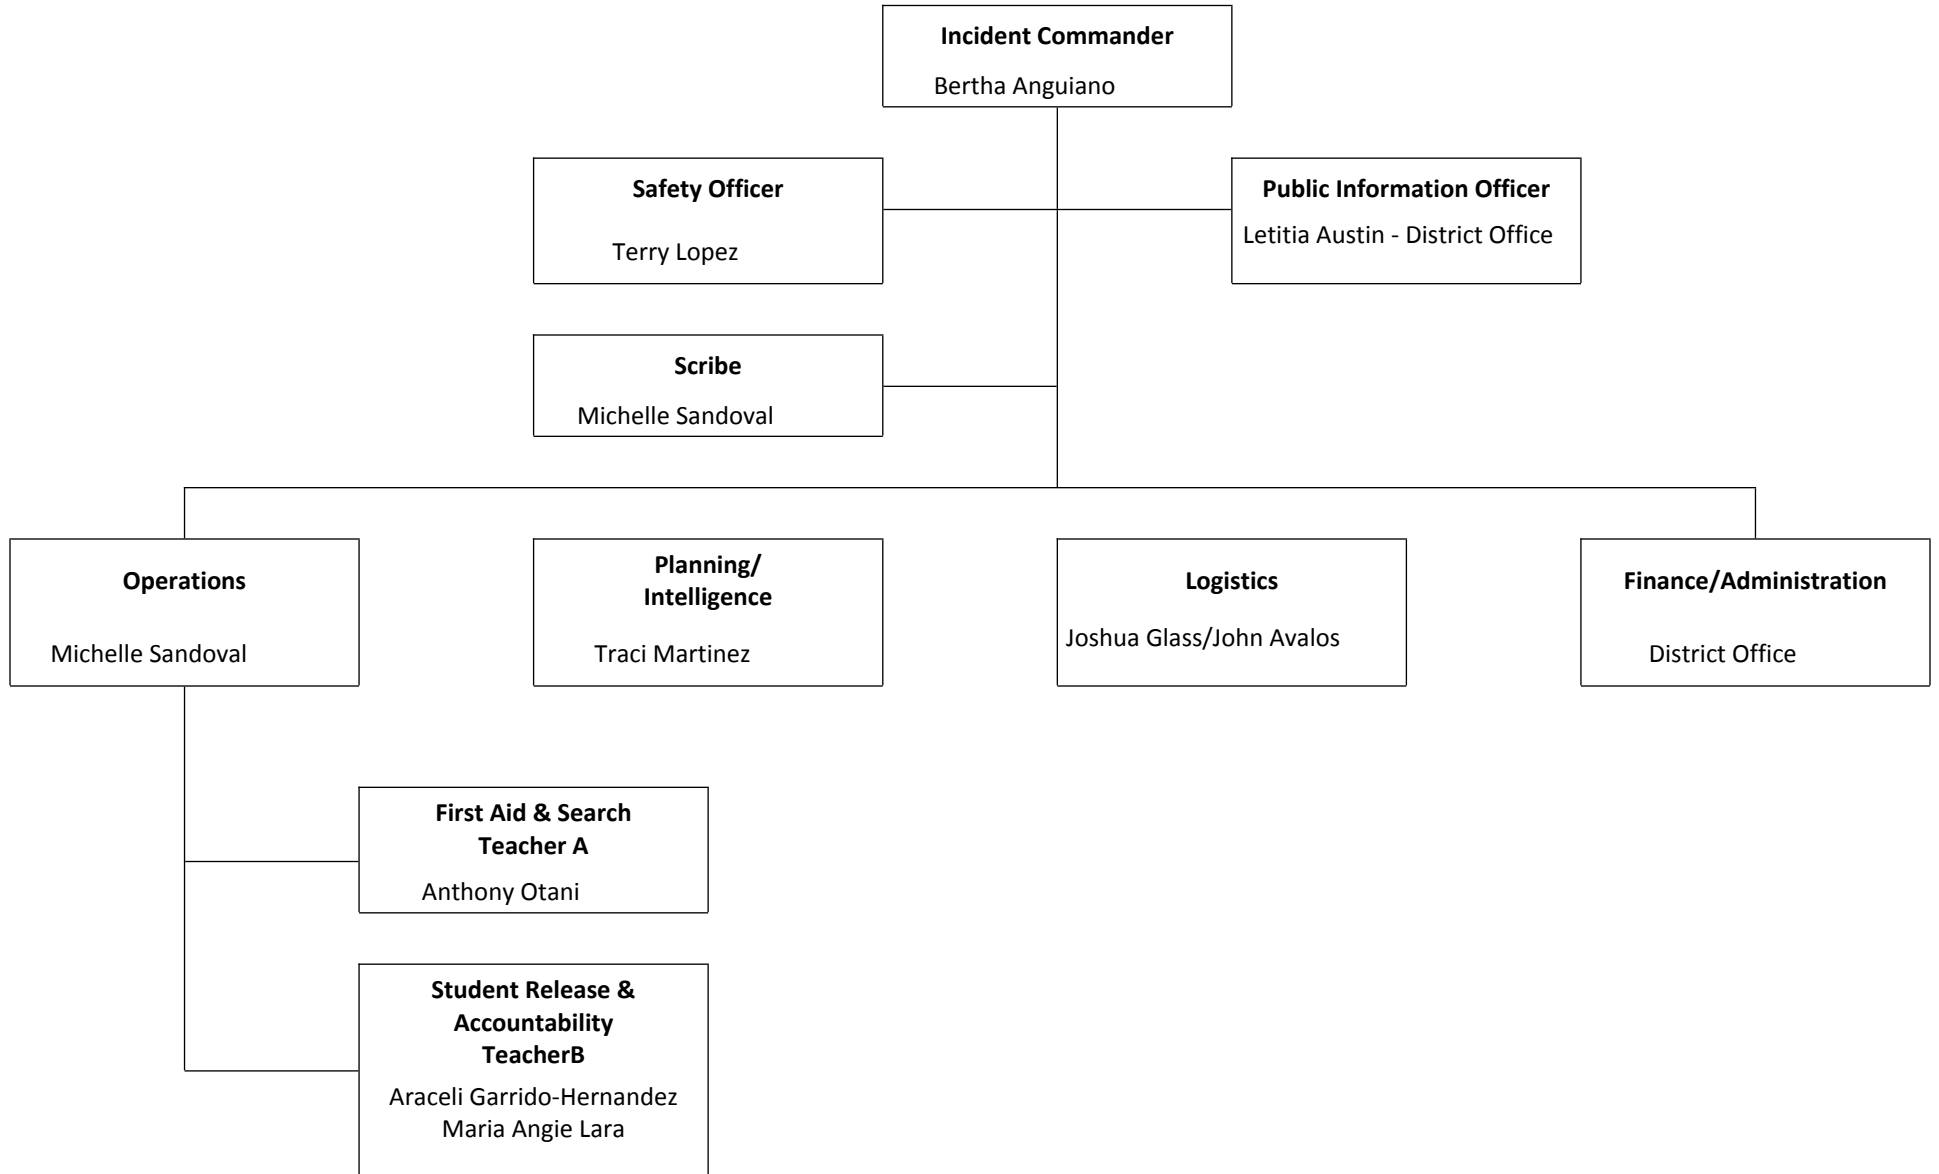 Incident Commander
Bertha Anguiano
Safety Officer
Terry Lopez
Public Information Officer
Letitia Austin - District Office
Scribe
Michelle Sandoval
Operations
Michelle Sandoval
Planning/
Intelligence
Traci Martinez
Logistics
Joshua Glass/John Avalos
Finance/Administration
District Office
First Aid & Search
Teacher A
Anthony Otani
Student Release &
Accountability
TeacherB
Araceli Garrido-Hernandez
Maria Angie Lara